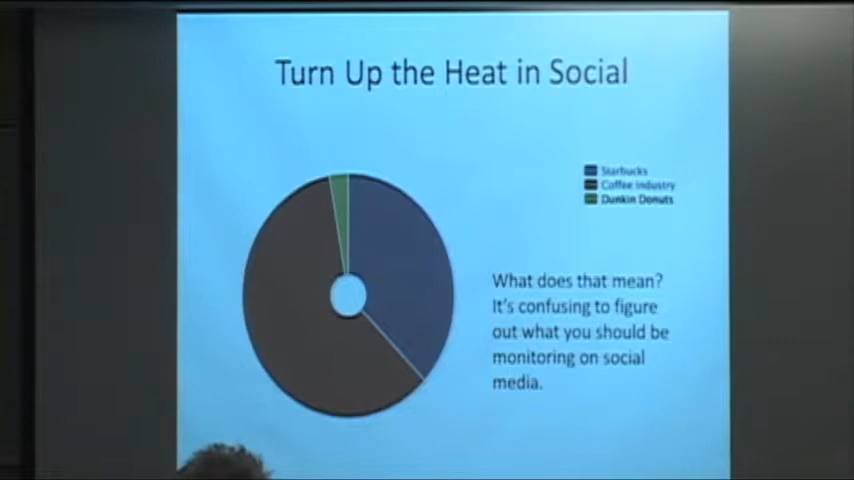 Turn Up the Heat in Social
Starbucks
Coffee Industry
Dunkin Donuts
What does that mean?
It's confusing to figure
out what you should be
monitoring on social
media.